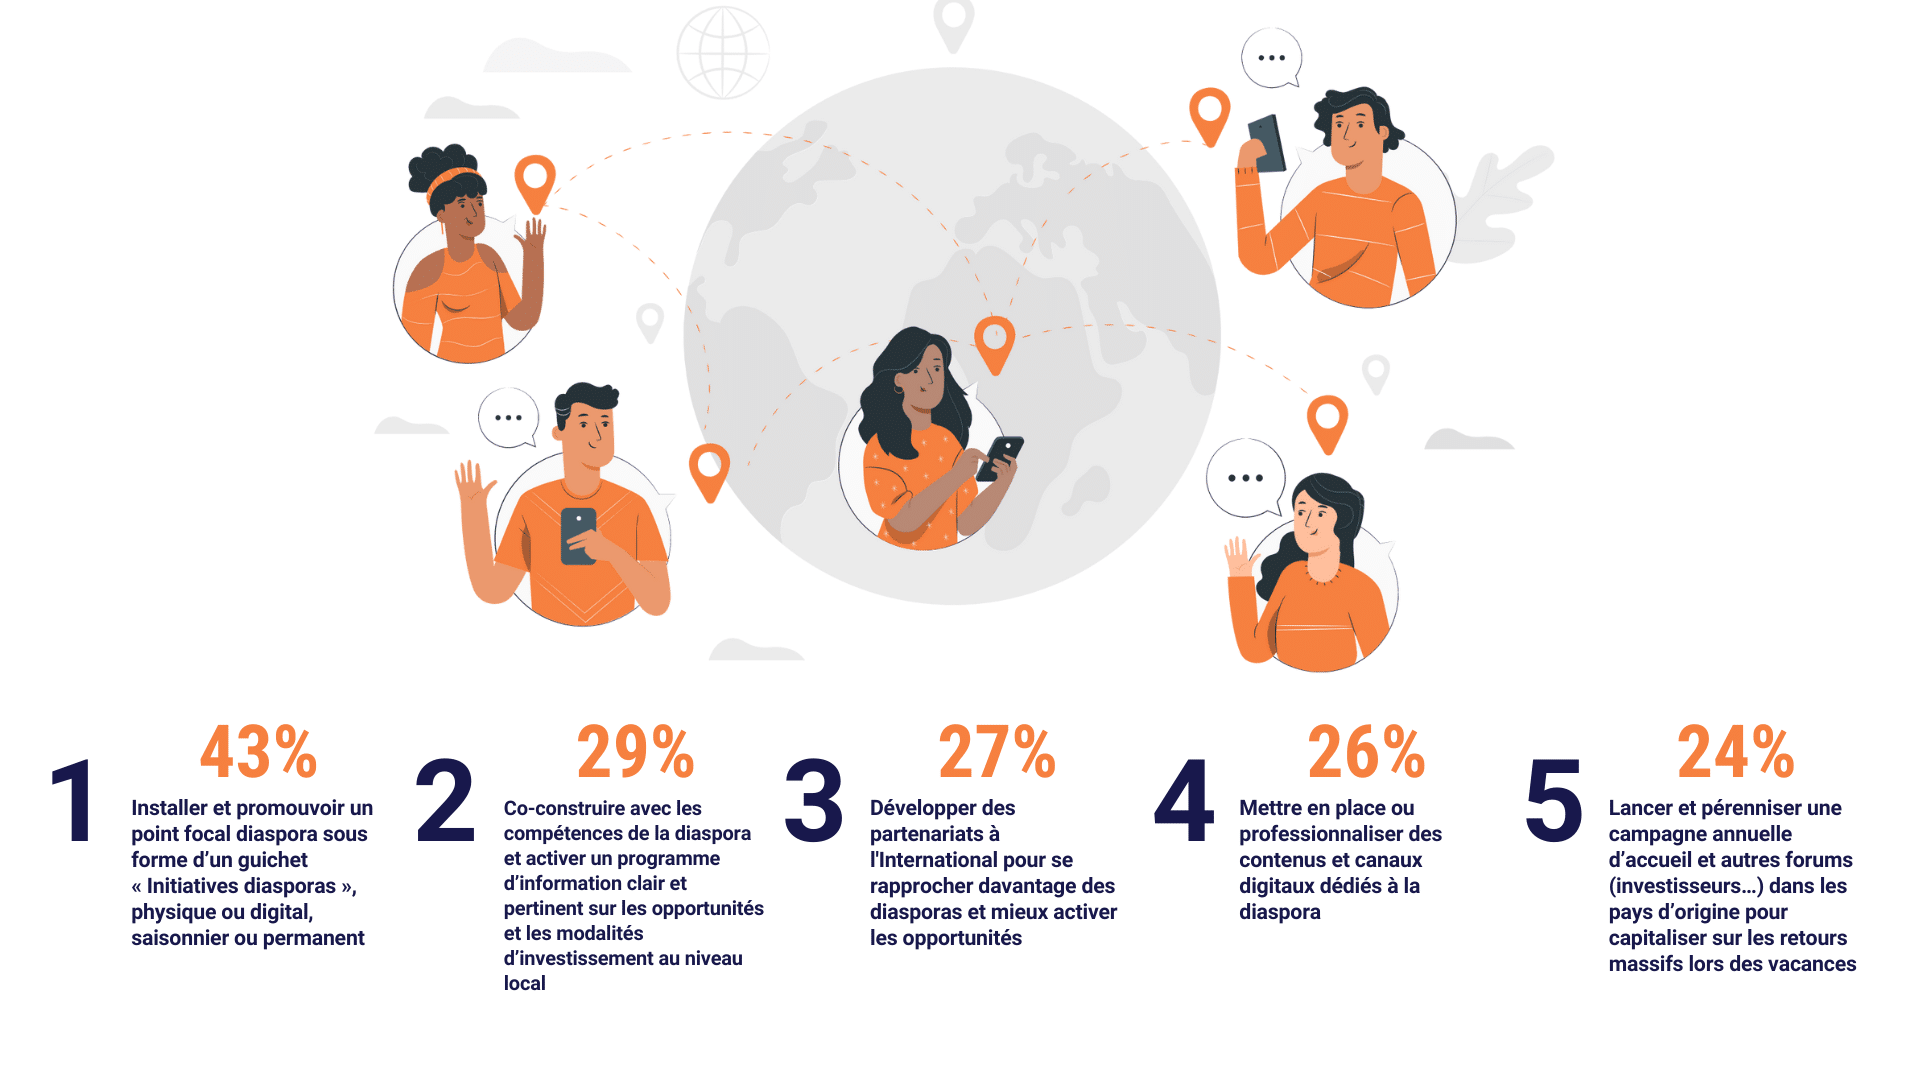 1
43%
Installer et promouvoir un
point focal diaspora sous
forme d’un guichet
« Initiatives diasporas »,
physique ou digital,
saisonnier ou permanent
2
29%
Co-construire avec les
compétences de la diaspora
et activer un programme
d’information clair et
pertinent sur les opportunités
et les modalités
d’investissement au niveau
local
3
27%
Développer des
partenariats à
l'International pour se
rapprocher davantage des
diasporas et mieux activer
les opportunités
4
26%
Mettre en place ou
professionnaliser des
contenus et canaux
digitaux dédiés à la
diaspora
5
24%
Lancer et pérenniser une
campagne annuelle
d’accueil et autres forums
(investisseurs…) dans les
pays d’origine pour
capitaliser sur les retours
massifs lors des vacances